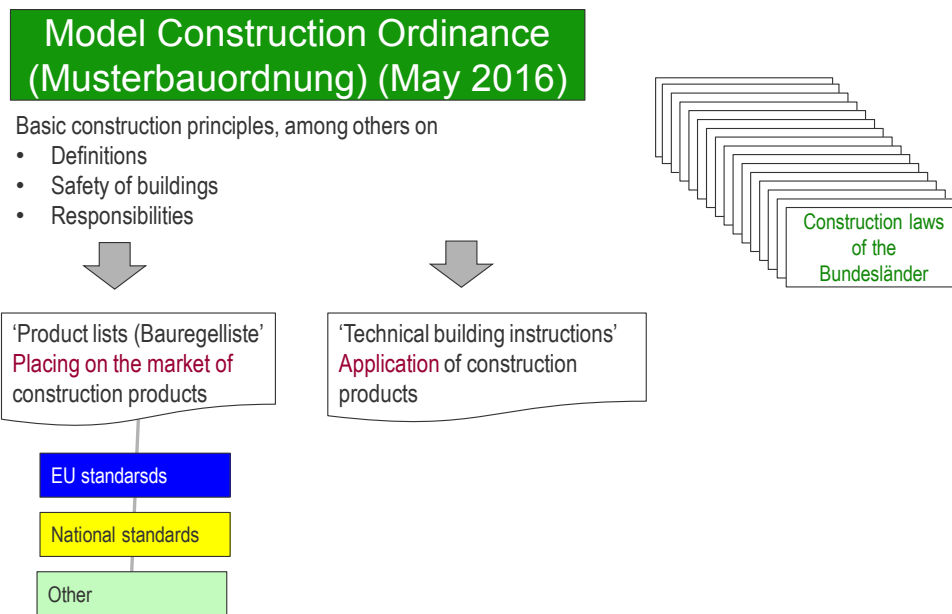 Model Construction Ordinance
(Musterbauordnung) (May 2016)
Basic construction principles, among others on
• Definitions
• Safety of buildings
• Responsibilities
Construction laws
of the
Bundesländer
‘Product lists (Bauregelliste’
Placing on the market of
construction products
‘Technical building instructions’
Application of construction
products
EU standarsds
National standards
Other